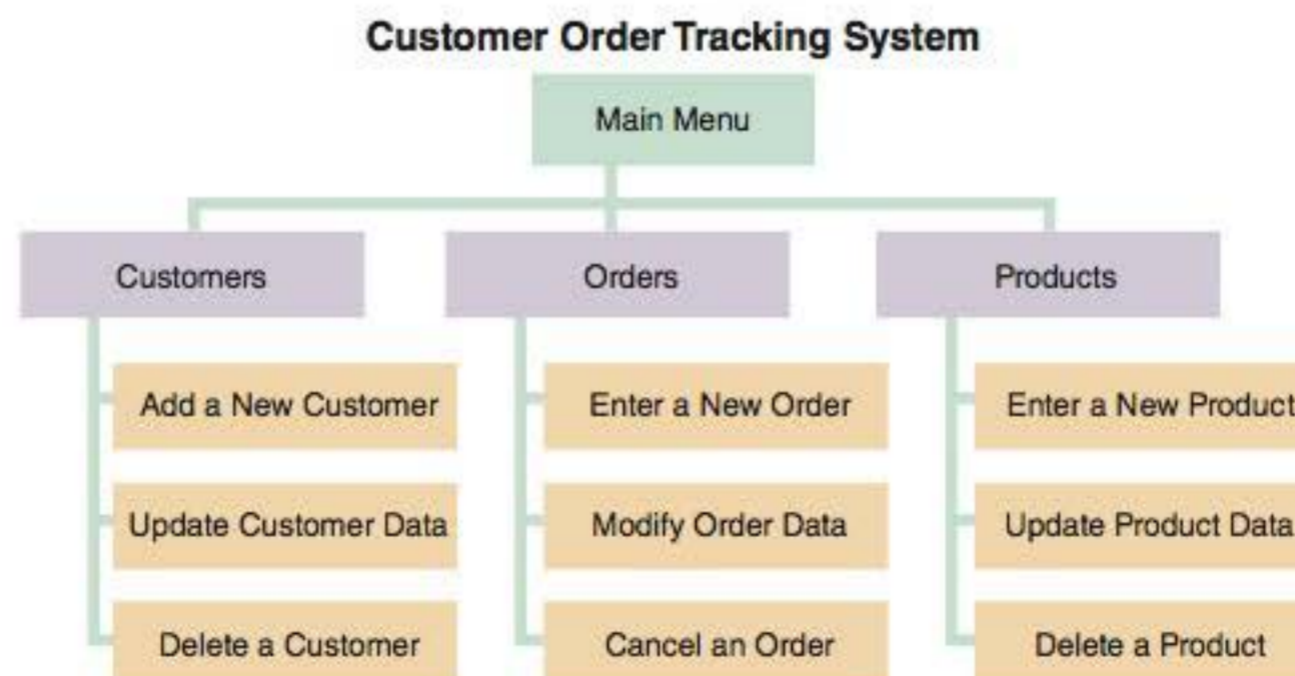 Customer Order Tracking System
Main Menu
Customers
Orders
Products
Add a New Customer
Enter a New Order
Enter a New Product
Update Customer Data
Modify Order Data
Update Product Data
Delete a Customer
Cancel an Order
Delete a Product